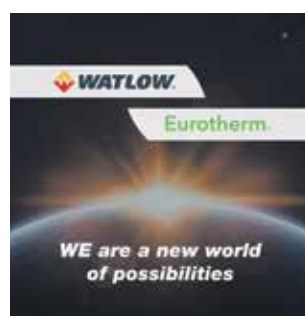 WATLOW.
Eurotherm.
WE are a new world
of possibilities